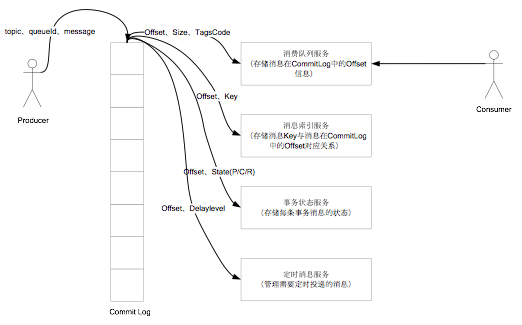 topic、queueId、message
Offset、Size、TagsCode
消费队列服务
(存储消息在CommitLog中的Offset
信息)
Producer
Consumer
Offset、Key
消息索引服务
(存储消息Key与消息在CommitLog
中的Offset对应关系)
Offset、State(P/C/R)
事务状态服务
(存储每条事务消息的状态)
Offset、Delaylevel
定时消息服务
(管理需要定时投递的消息)
Commit Log